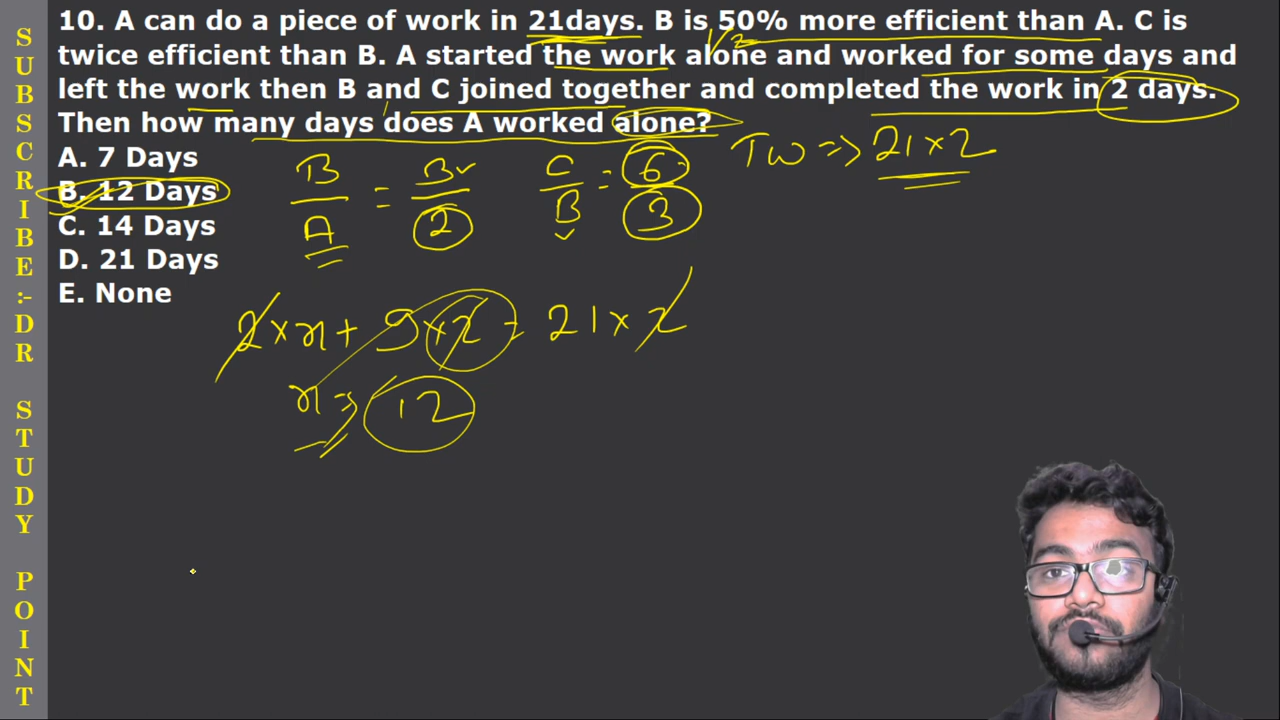 SUBSCRIBE:-DR STUDY POINT
10. A can do a piece of work in 21days. B is 50% more efficient than A. C is
twice efficient than B. A started the work alone and worked for some days and
left the work then B and C joined together and completed the work in 2 days.
Then how many days does A worked alone?
A. 7 Days
B. 12 Days
C. 14 Days
D. 21 Days
E. None
1/2
TW => 21×2
B/A = 3/2
C/B = 6/3
2×n + 9×2 = 21×2
n => 12